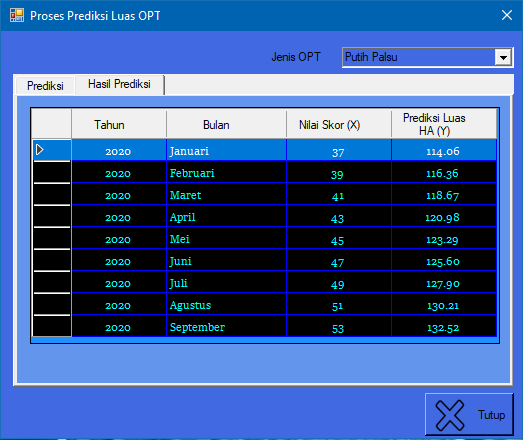 Proses Prediksi Luas OPT
Jenis OPT Putih Palsu
Prediksi Hasil Prediksi
Tahun Bulan Nilai Skor (X) Prediksi Luas HA (Y)
2020 Januari 37 114.06
2020 Februari 39 116.36
2020 Maret 41 118.67
2020 April 43 120.98
2020 Mei 45 123.29
2020 Juni 47 125.60
2020 Juli 49 127.90
2020 Agustus 51 130.21
2020 September 53 132.52
Tutup